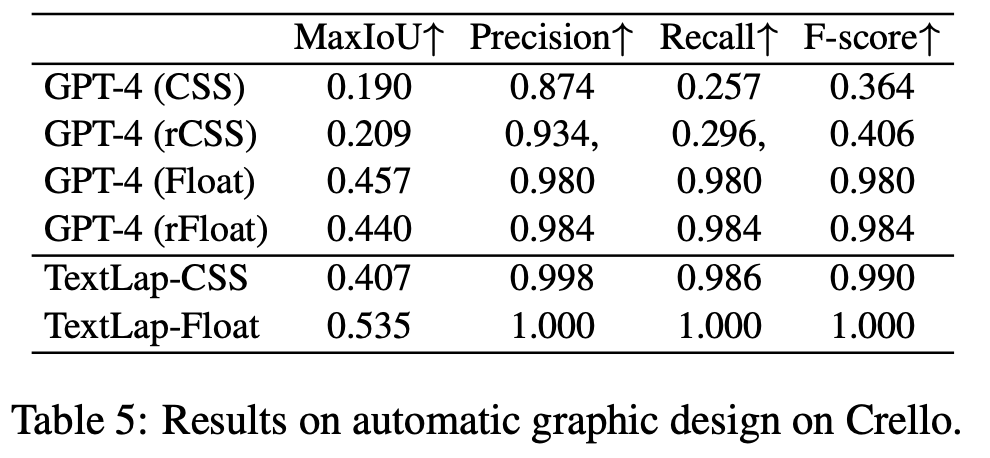 MaxIoU↑ Precision↑ Recall↑ F-score↑
GPT-4 (CSS) 0.190 0.874 0.257 0.364
GPT-4 (rCSS) 0.209 0.934, 0.296, 0.406
GPT-4 (Float) 0.457 0.980 0.980 0.980
GPT-4 (rFloat) 0.440 0.984 0.984 0.984
TextLap-CSS 0.407 0.998 0.986 0.990
TextLap-Float 0.535 1.000 1.000 1.000
Table 5: Results on automatic graphic design on Crello.